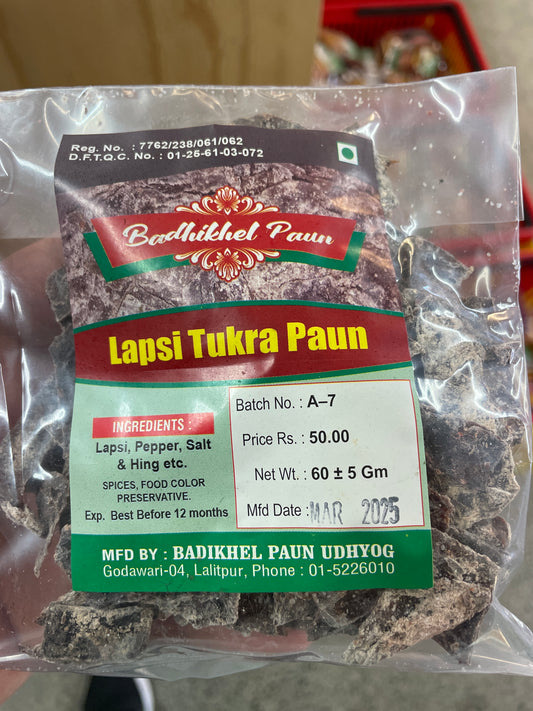 Reg. No. : 7762/238/061/062
D.F.T.Q.C. No. : 01-25-61-03-072
Badhikhel Paun
Lapsi Tukra Paun
INGREDIENTS :
Lapsi, Pepper, Salt
& Hing etc.
SPICES, FOOD COLOR
PRESERVATIVE.
Exp. Best Before 12 months
Batch No. : A–7
Price Rs. : 50.00
Net Wt. : 60 ± 5 Gm
Mfd Date : MAR 2025
MFD BY : BADIKHEL PAUN UDHYOG
Godawari-04, Lalitpur, Phone : 01-5226010